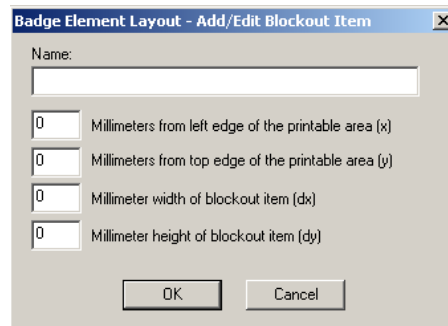 Badge Element Layout - Add/Edit Blockout Item
Name:
0 Millimeters from left edge of the printable area (x)
0 Millimeters from top edge of the printable area (y)
0 Millimeter width of blockout item (dx)
0 Millimeter height of blockout item (dy)
OK Cancel